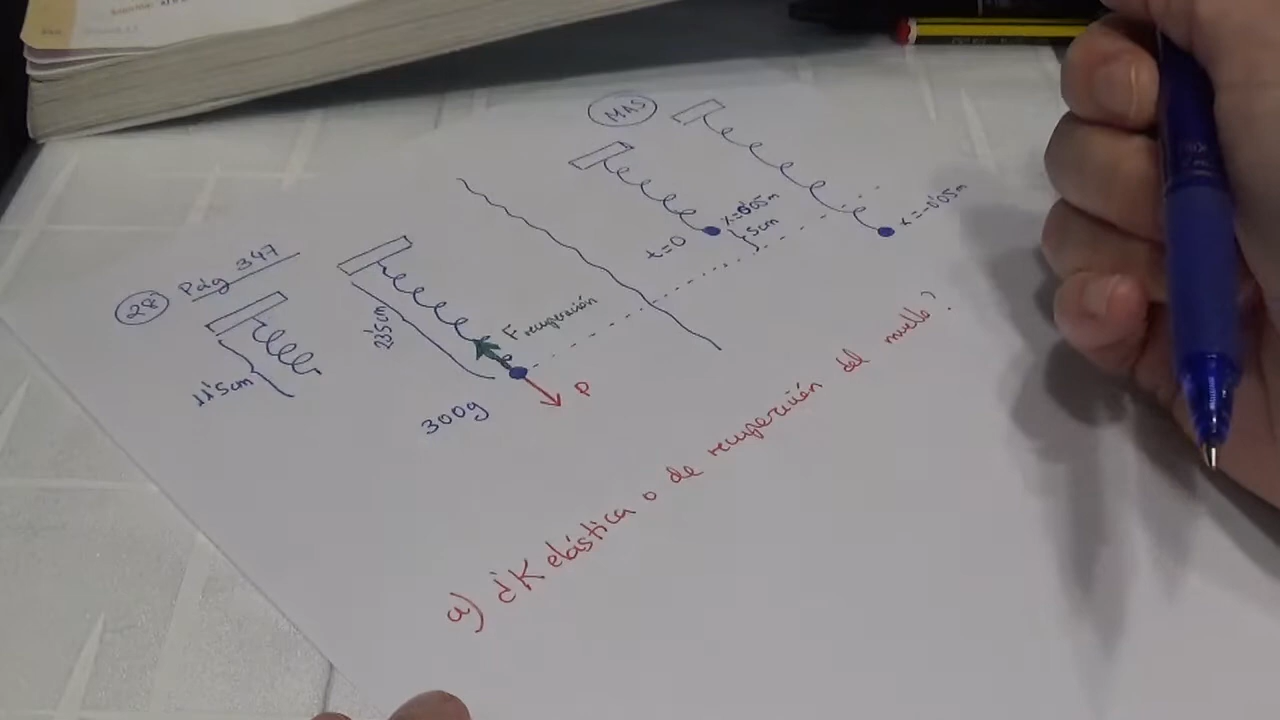 28 Pág 347
11'5cm
23'5cm
300g
F recuperación
P
MAS
t=0
x=0'05m
5cm
x=-0'05m
a) ¿K elástica o de recuperación del muelle?